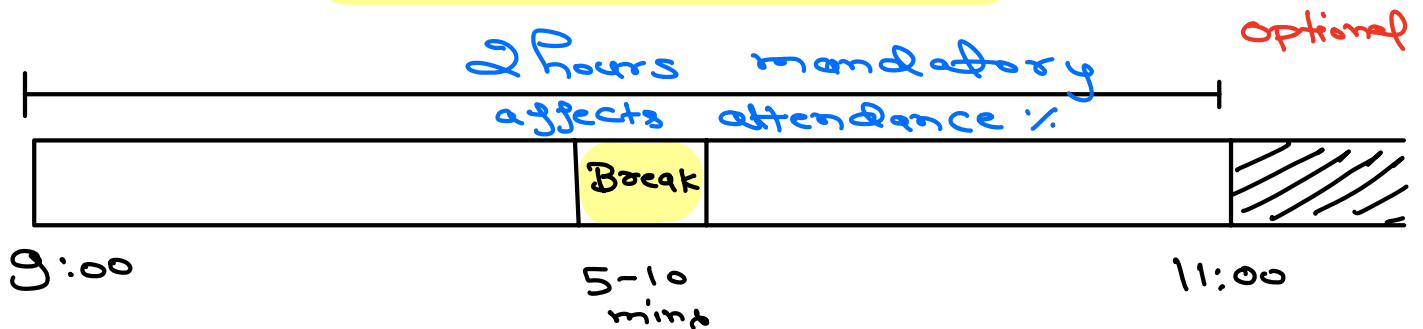 optional
2 hours mandatory
affects attendance %
Break
9:00
5-10
mins
11:00